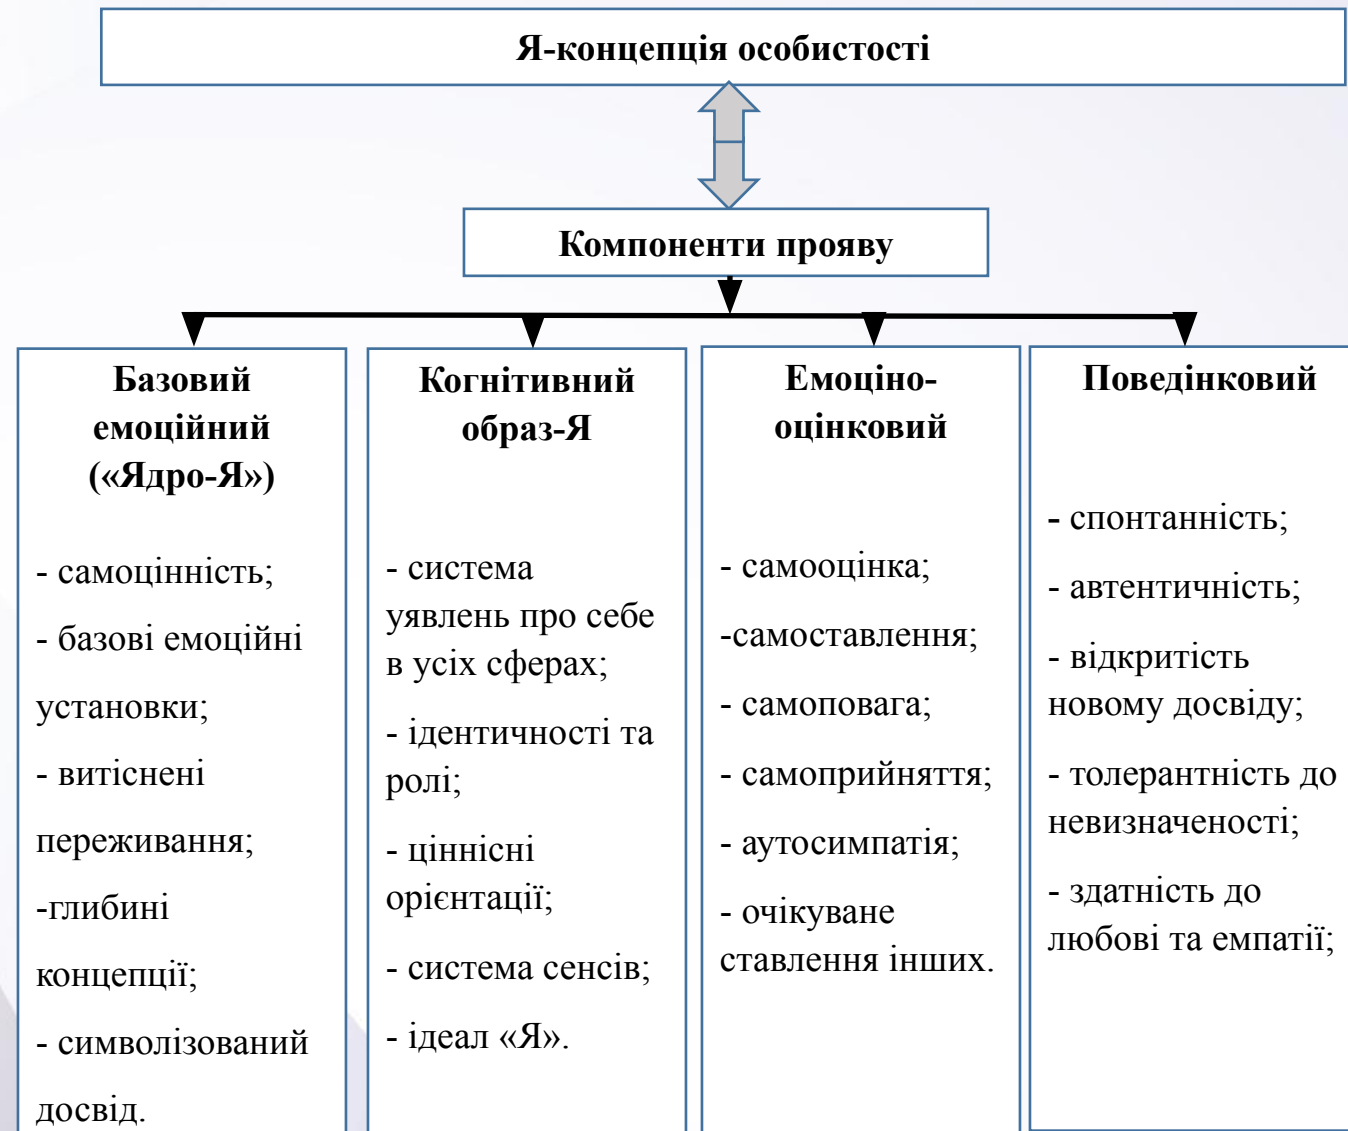 Я-концепція особистості
Компоненти прояву
Базовий
емоційний
(«Ядро-Я»)
- самоцінність;
- базові емоційні
установки;
- витіснені
переживання;
-глибині
концепції;
- символізований
досвід.
Когнітивний
образ-Я
- система
уявлень про себе
в усіх сферах;
- ідентичності та
ролі;
- ціннісні
орієнтації;
- система сенсів;
- ідеал «Я».
Емоціно-
оцінковий
- самооцінка;
-самоставлення;
- самоповага;
- самоприйняття;
- аутосимпатія;
- очікуване
ставлення інших.
Поведінковий
- спонтанність;
- автентичність;
- відкритість
новому досвіду;
- толерантність до
невизначеності;
- здатність до
любові та емпатії;